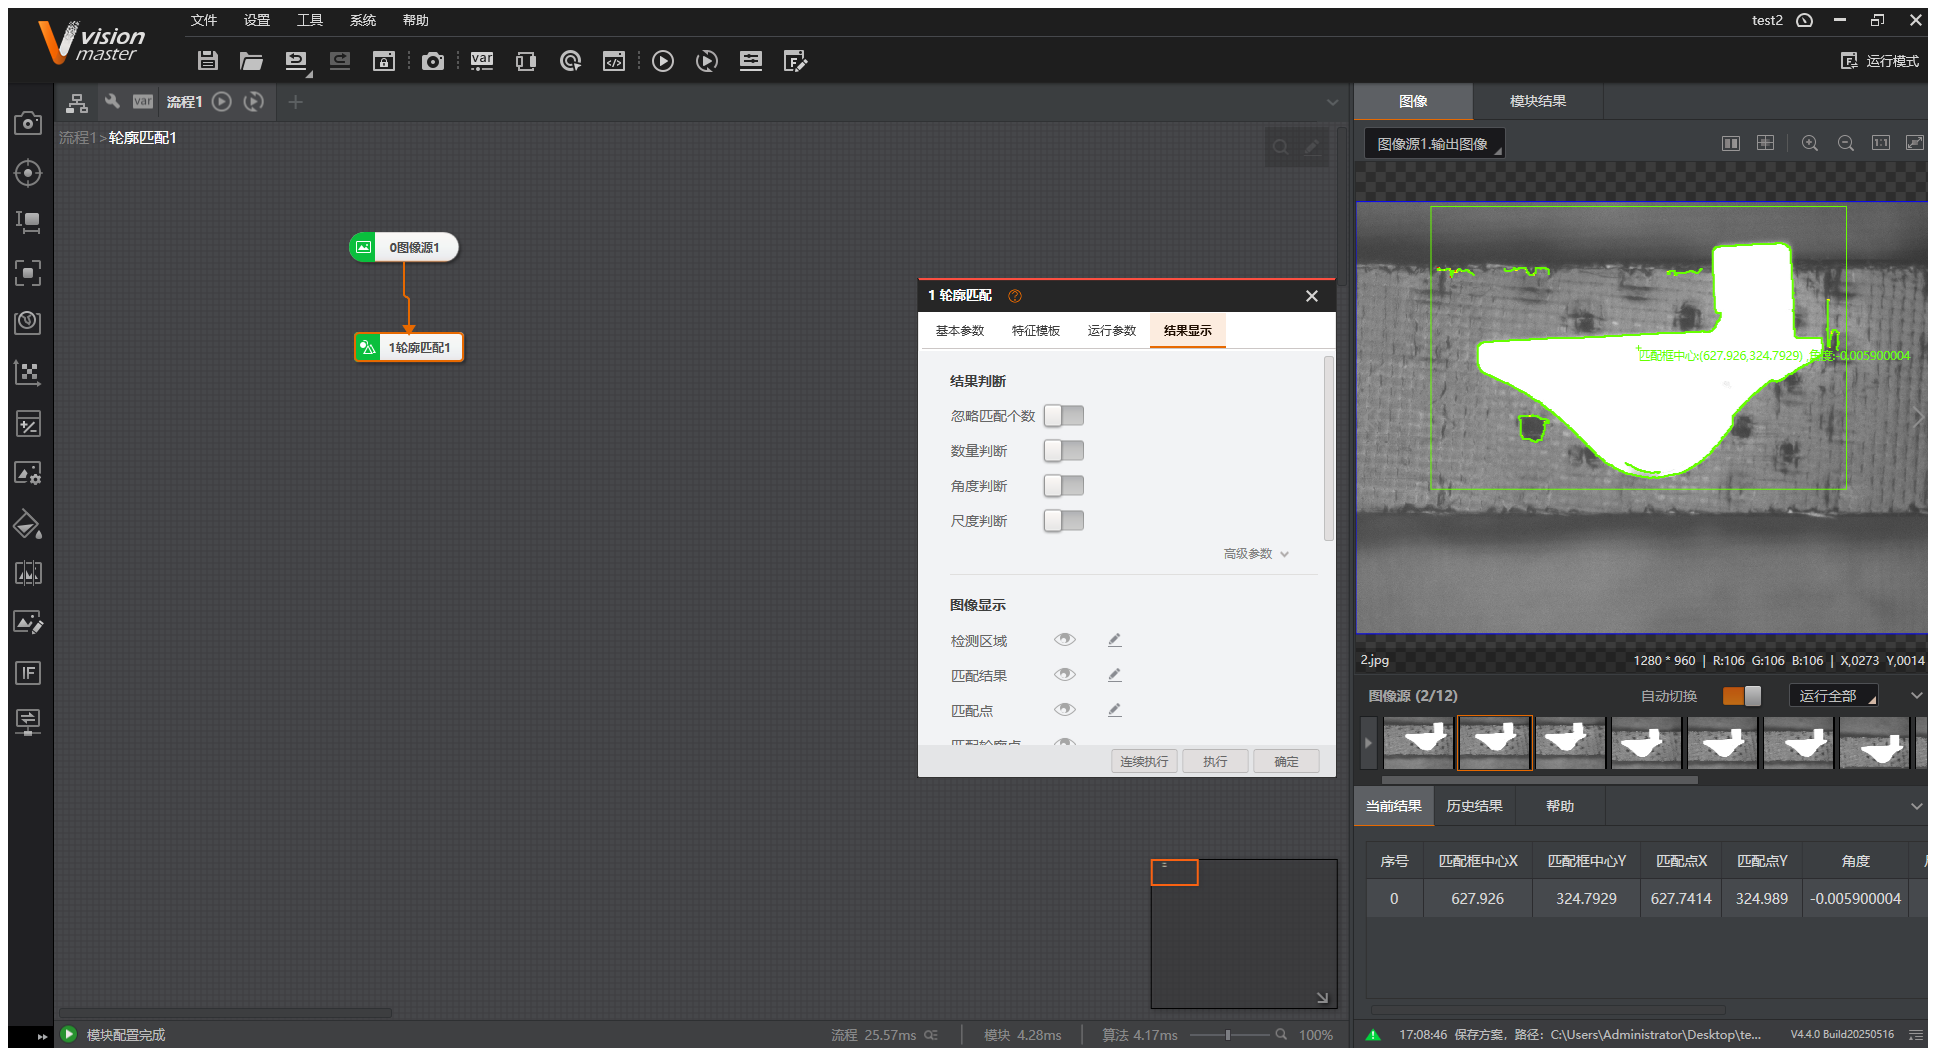 vision master
文件 设置 工具 系统 帮助
test2
var
运行模式
var 流程1
流程1>轮廓匹配1
0图像源1
1轮廓匹配1
1 轮廓匹配
基本参数 特征模板 运行参数 结果显示
结果判断
忽略匹配个数
数量判断
角度判断
尺度判断
高级参数
图像显示
检测区域
匹配结果
匹配点
匹配轮廓点
连续执行 执行 确定
IF
图像 模块结果
图像源1.输出图像
1:1
匹配框中心:(627.926,324.7929) ,角度:-0.005900004
2.jpg
1280 * 960 | R:106 G:106 B:106 | X,0273 Y,0014
图像源 (2/12)
自动切换
运行全部
当前结果 历史结果 帮助
序号 匹配框中心X 匹配框中心Y 匹配点X 匹配点Y 角度
0 627.926 324.7929 627.7414 324.989 -0.005900004
模块配置完成
流程 25.57ms
模块 4.28ms
算法 4.17ms
100%
17:08:46 保存方案，路径：C:\Users\Administrator\Desktop\te...
V4.4.0 Build20250516